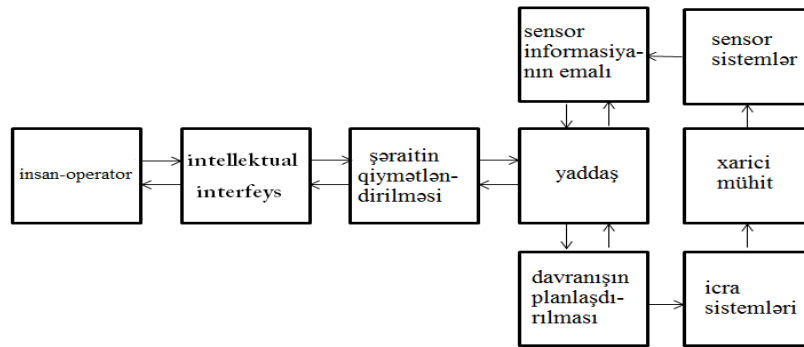 sensor
informasiya-
nın emalı
sensor
sistemlər
insan-operator
intellektual
interfeys
şəraitin
qiymətlən-
dirilməsi
yaddaş
xarici
mühit
davranışın
planlaşdı-
rılması
icra
sistemləri